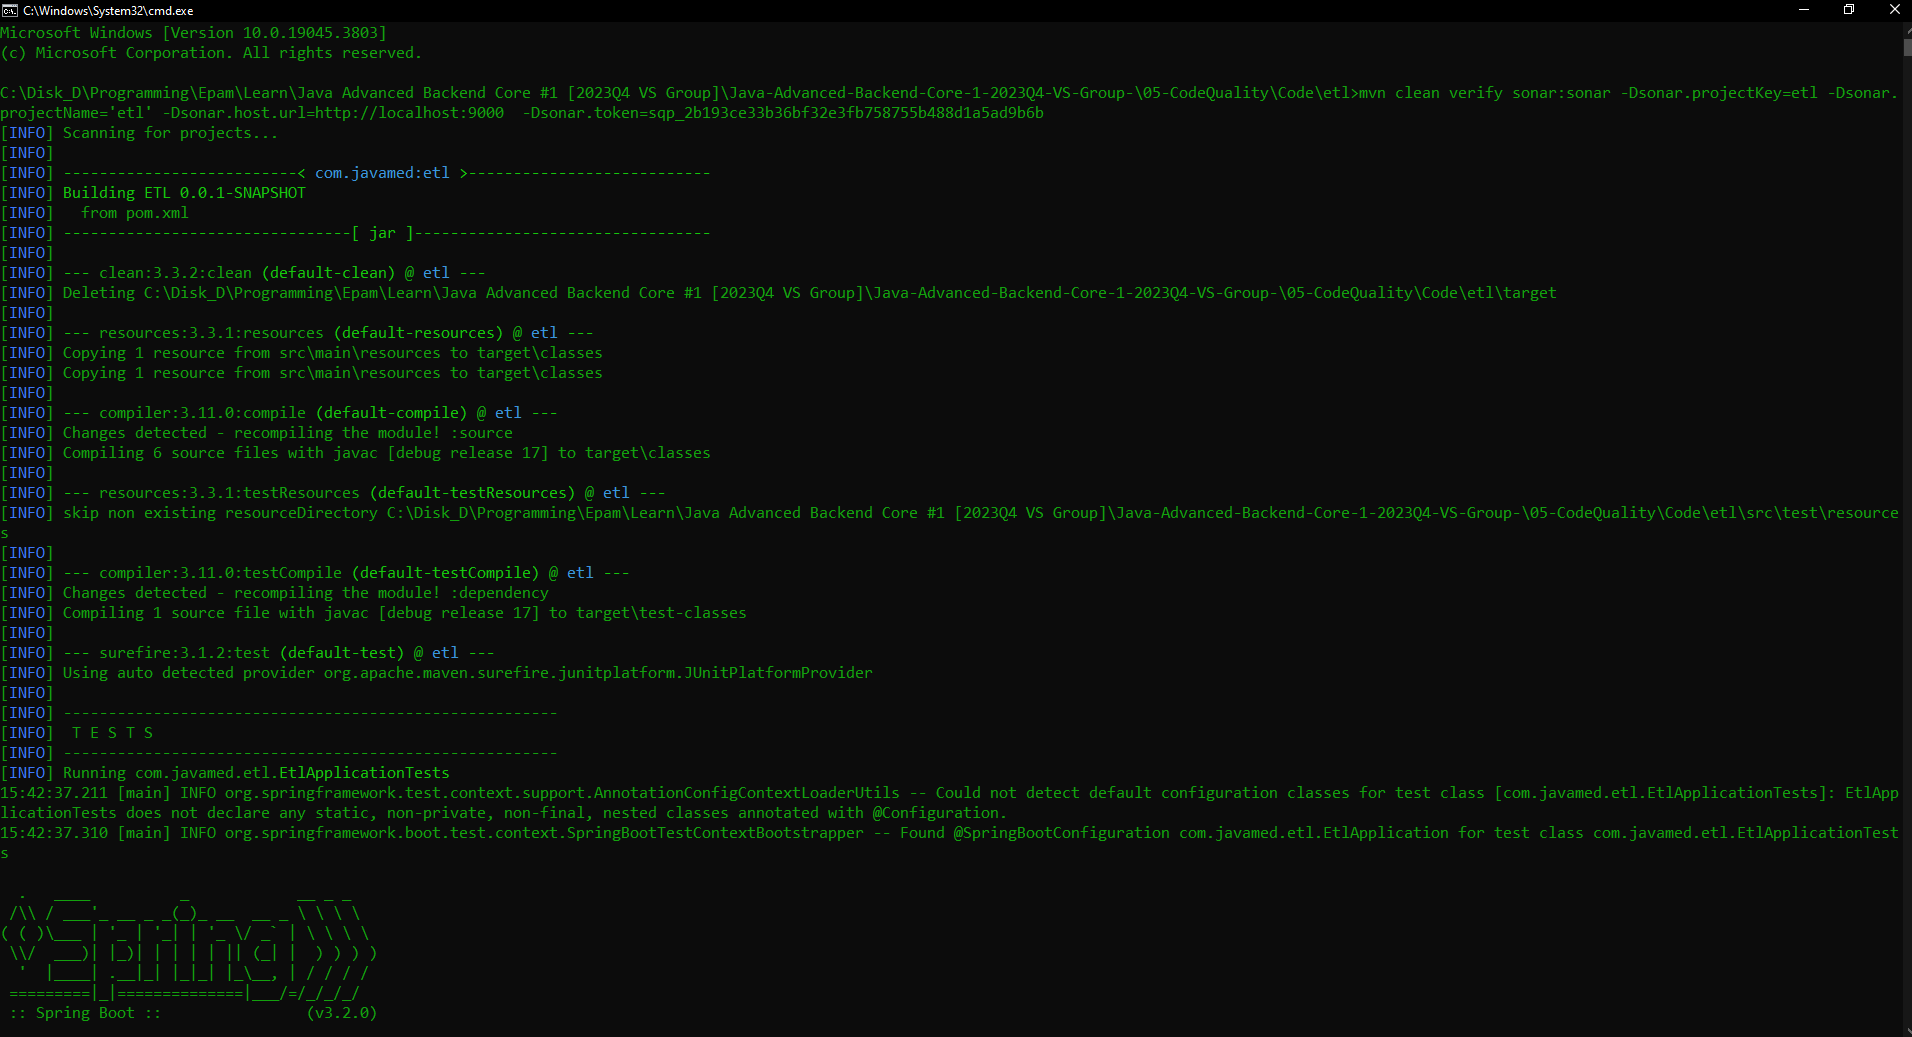 C:\Windows\System32\cmd.exe
Microsoft Windows [Version 10.0.19045.3803]
(c) Microsoft Corporation. All rights reserved.
C:\Disk_D\Programming\Epam\Learn\Java Advanced Backend Core #1 [2023Q4 VS Group]\Java-Advanced-Backend-Core-1-2023Q4-VS-Group-\05-CodeQuality\Code\etl>mvn clean verify sonar:sonar -Dsonar.projectKey=etl -Dsonar.
projectName='etl' -Dsonar.host.url=http://localhost:9000  -Dsonar.token=sqp_2b193ce33b36bf32e3fb758755b488d1a5ad9b6b
[INFO] Scanning for projects...
[INFO]
[INFO] --------------------------< com.javamed:etl >---------------------------
[INFO] Building ETL 0.0.1-SNAPSHOT
[INFO]   from pom.xml
[INFO] --------------------------------[ jar ]---------------------------------
[INFO]
[INFO] --- clean:3.3.2:clean (default-clean) @ etl ---
[INFO] Deleting C:\Disk_D\Programming\Epam\Learn\Java Advanced Backend Core #1 [2023Q4 VS Group]\Java-Advanced-Backend-Core-1-2023Q4-VS-Group-\05-CodeQuality\Code\etl\target
[INFO]
[INFO] --- resources:3.3.1:resources (default-resources) @ etl ---
[INFO] Copying 1 resource from src\main\resources to target\classes
[INFO] Copying 1 resource from src\main\resources to target\classes
[INFO]
[INFO] --- compiler:3.11.0:compile (default-compile) @ etl ---
[INFO] Changes detected - recompiling the module! :source
[INFO] Compiling 6 source files with javac [debug release 17] to target\classes
[INFO]
[INFO] --- resources:3.3.1:testResources (default-testResources) @ etl ---
[INFO] skip non existing resourceDirectory C:\Disk_D\Programming\Epam\Learn\Java Advanced Backend Core #1 [2023Q4 VS Group]\Java-Advanced-Backend-Core-1-2023Q4-VS-Group-\05-CodeQuality\Code\etl\src\test\resource
s
[INFO]
[INFO] --- compiler:3.11.0:testCompile (default-testCompile) @ etl ---
[INFO] Changes detected - recompiling the module! :dependency
[INFO] Compiling 1 source file with javac [debug release 17] to target\test-classes
[INFO]
[INFO] --- surefire:3.1.2:test (default-test) @ etl ---
[INFO] Using auto detected provider org.apache.maven.surefire.junitplatform.JUnitPlatformProvider
[INFO]
[INFO] -------------------------------------------------------
[INFO]  T E S T S
[INFO] -------------------------------------------------------
[INFO] Running com.javamed.etl.EtlApplicationTests
15:42:37.211 [main] INFO org.springframework.test.context.support.AnnotationConfigContextLoaderUtils -- Could not detect default configuration classes for test class [com.javamed.etl.EtlApplicationTests]: EtlApp
licationTests does not declare any static, non-private, non-final, nested classes annotated with @Configuration.
15:42:37.310 [main] INFO org.springframework.boot.test.context.SpringBootTestContextBootstrapper -- Found @SpringBootConfiguration com.javamed.etl.EtlApplication for test class com.javamed.etl.EtlApplicationTest
s
  .   ____          _            __ _ _
 /\\ / ___'_ __ _ _(_)_ __  __ _ \ \ \ \
( ( )\___ | '_ | '_| | '_ \/ _` | \ \ \ \
 \\/  ___)| |_)| | | | | || (_| |  ) ) ) )
  '  |____| .__|_| |_|_| |_\__, | / / / /
 =========|_|==============|___/=/_/_/_/
 :: Spring Boot ::                (v3.2.0)